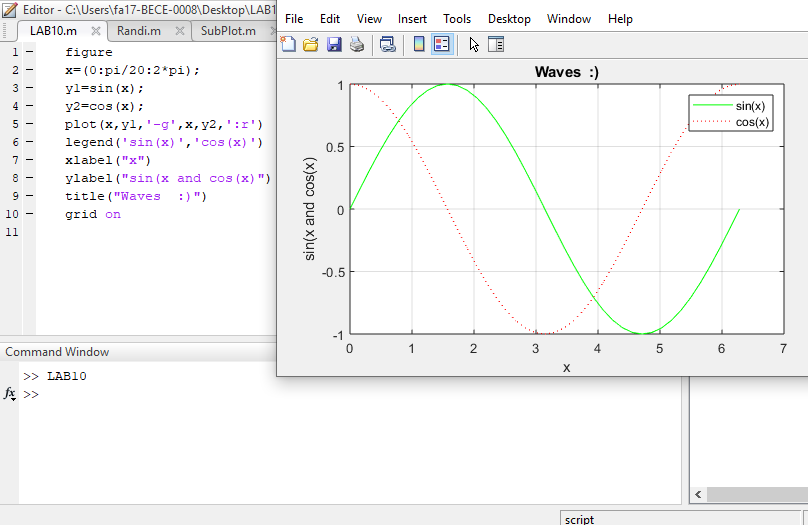 Editor - C:\Users\fa17-BECE-0008\Desktop\LAB1
LAB10.m Randi.m SubPlot.m
1 figure
2 x=(0:pi/20:2*pi);
3 y1=sin(x);
4 y2=cos(x);
5 plot(x,y1,'-g',x,y2,':r')
6 legend('sin(x)','cos(x)')
7 xlabel("x")
8 ylabel("sin(x and cos(x)")
9 title("Waves  :)")
10 grid on
11
Command Window
>> LAB10
fx >>
File Edit View Insert Tools Desktop Window Help
Waves :)
sin(x)
cos(x)
sin(x and cos(x)
1
0.5
0
-0.5
-1
0 1 2 3 4 5 6 7
x
script